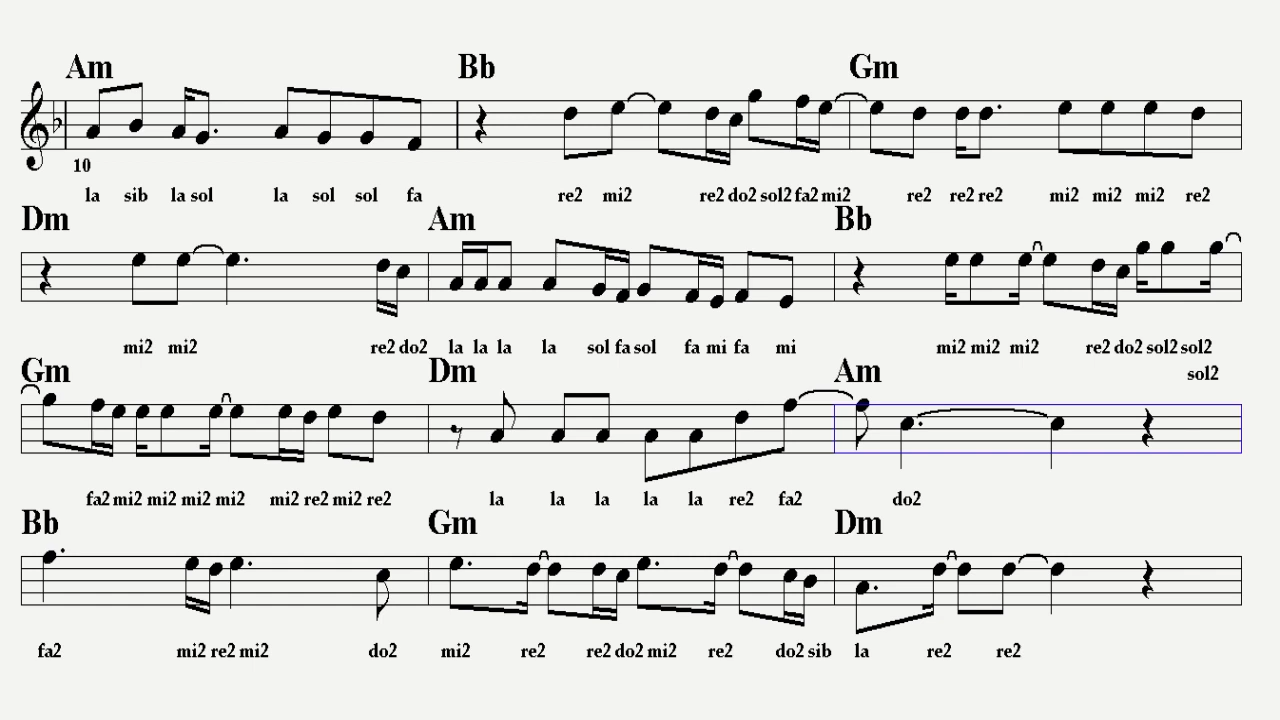 Am Bb Gm
10
la sib la sol la sol sol fa re2 mi2 re2 do2 sol2 fa2 mi2 re2 re2 re2 mi2 mi2 mi2 re2
Dm Am Bb
mi2 mi2 re2 do2 la la la la sol fa sol fa mi fa mi mi2 mi2 mi2 re2 do2 sol2 sol2
Gm Dm Am sol2
fa2 mi2 mi2 mi2 mi2 mi2 re2 mi2 re2 la la la la la re2 fa2 do2
Bb Gm Dm
fa2 mi2 re2 mi2 do2 mi2 re2 re2 do2 mi2 re2 do2 sib la re2 re2